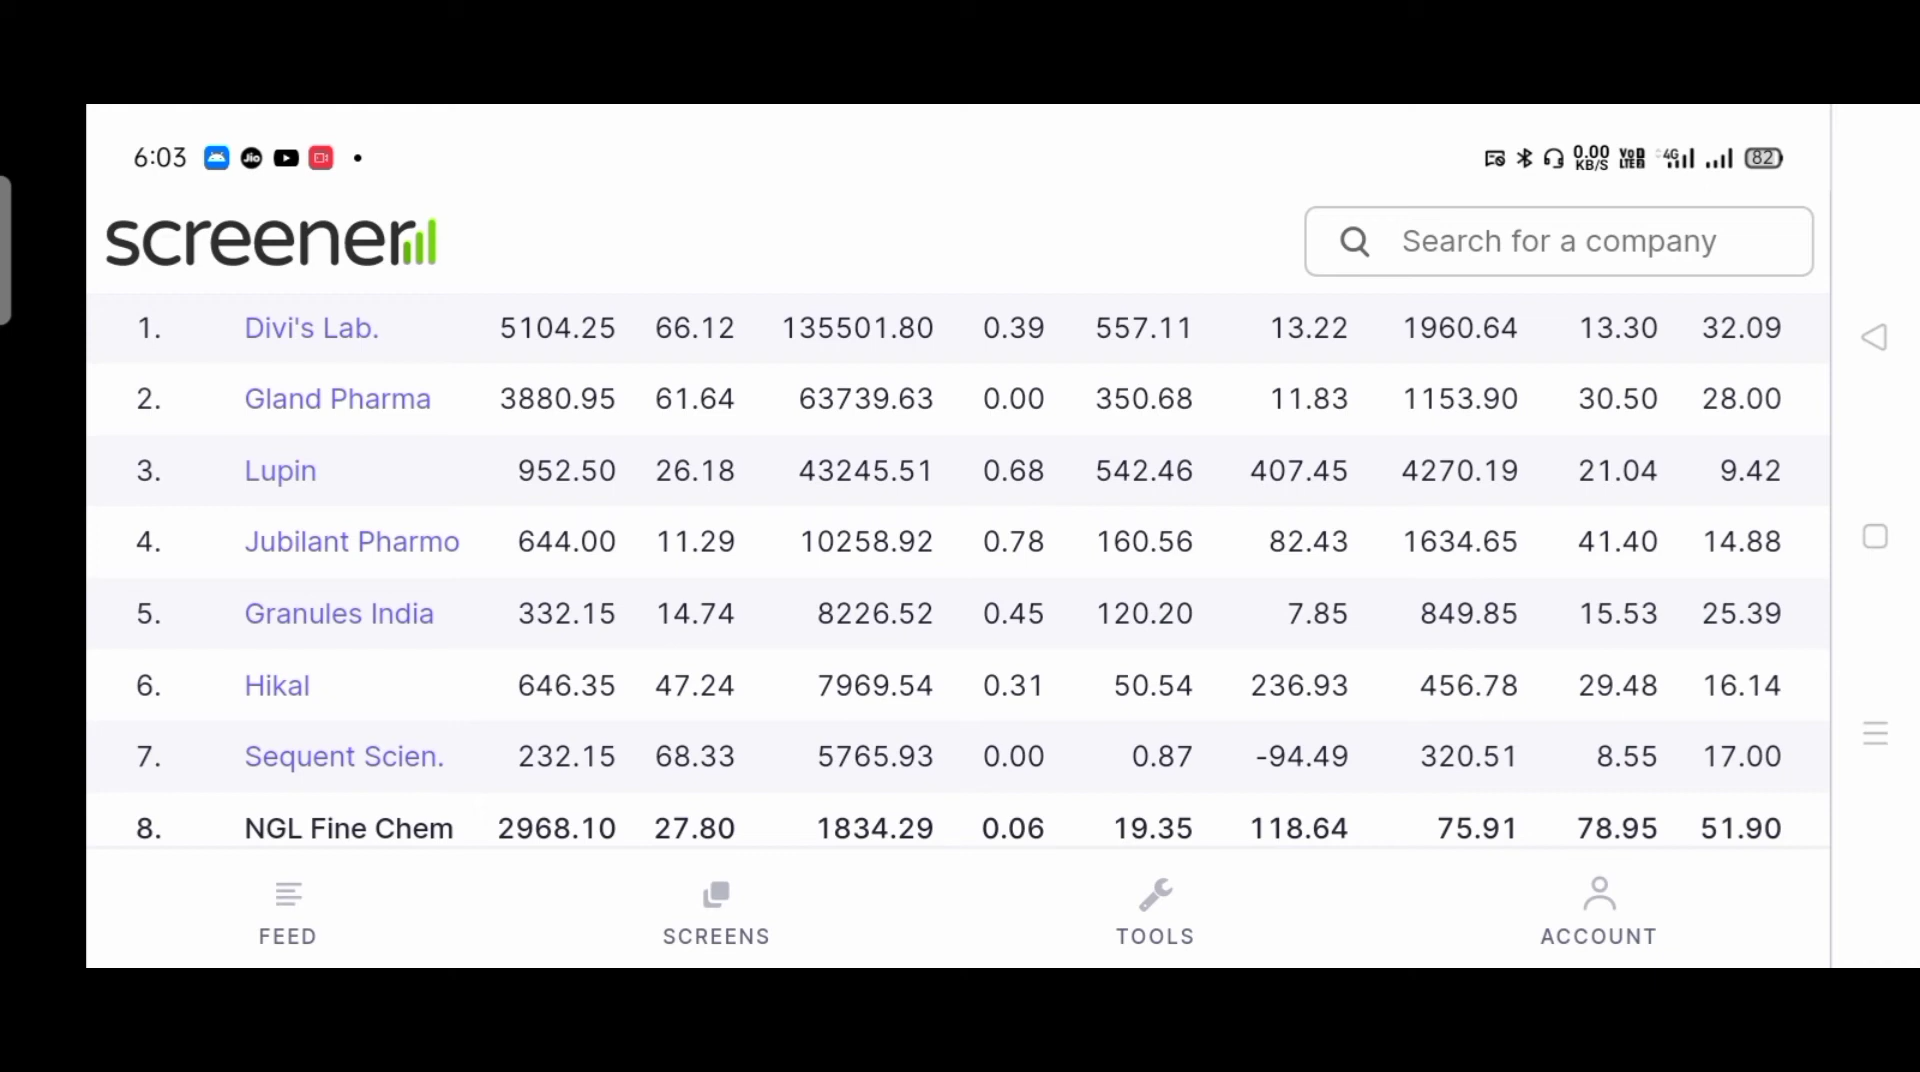 6:03 Jio 0.00 KB/S VoD LTE 4G 82
screener
Search for a company
1. Divi's Lab. 5104.25 66.12 135501.80 0.39 557.11 13.22 1960.64 13.30 32.09
2. Gland Pharma 3880.95 61.64 63739.63 0.00 350.68 11.83 1153.90 30.50 28.00
3. Lupin 952.50 26.18 43245.51 0.68 542.46 407.45 4270.19 21.04 9.42
4. Jubilant Pharmo 644.00 11.29 10258.92 0.78 160.56 82.43 1634.65 41.40 14.88
5. Granules India 332.15 14.74 8226.52 0.45 120.20 7.85 849.85 15.53 25.39
6. Hikal 646.35 47.24 7969.54 0.31 50.54 236.93 456.78 29.48 16.14
7. Sequent Scien. 232.15 68.33 5765.93 0.00 0.87 -94.49 320.51 8.55 17.00
8. NGL Fine Chem 2968.10 27.80 1834.29 0.06 19.35 118.64 75.91 78.95 51.90
FEED SCREENS TOOLS ACCOUNT